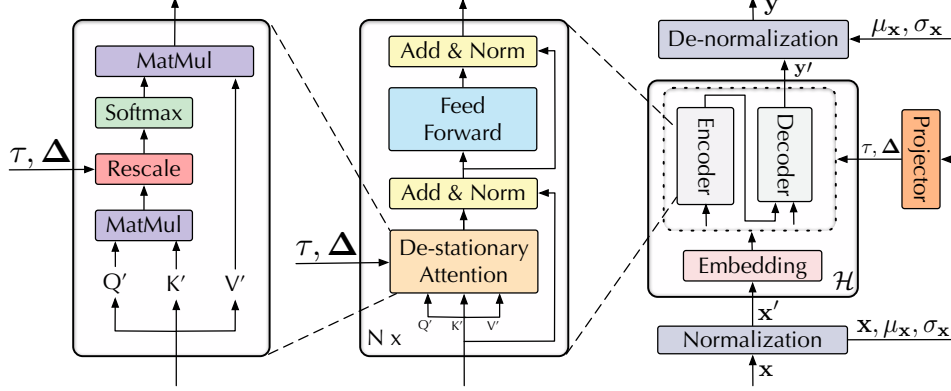 MatMul
Softmax
τ, Δ
Rescale
MatMul
Q′ K′ V′
Add & Norm
Feed
Forward
Add & Norm
τ, Δ
De-stationary
Attention
Q′ K′ V′
N x
y
De-normalization
μx, σx
y′
Encoder
Decoder
τ, Δ
Projector
Embedding
ℋ
x′
Normalization
x, μx, σx
x